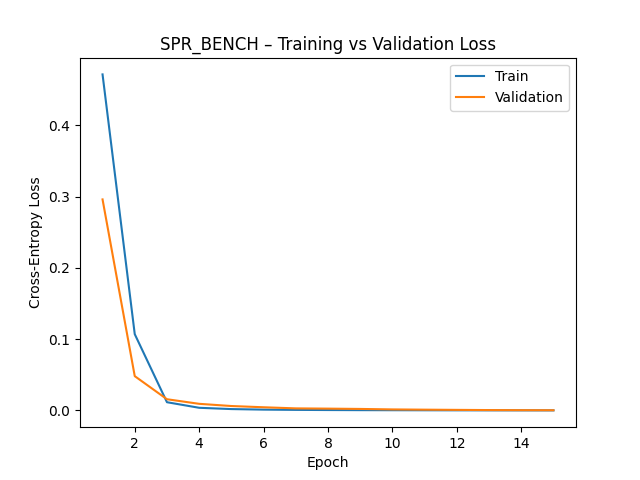 SPR_BENCH – Training vs Validation Loss
Train
Validation
Cross-Entropy Loss
0.4
0.3
0.2
0.1
0.0
2 4 6 8 10 12 14
Epoch